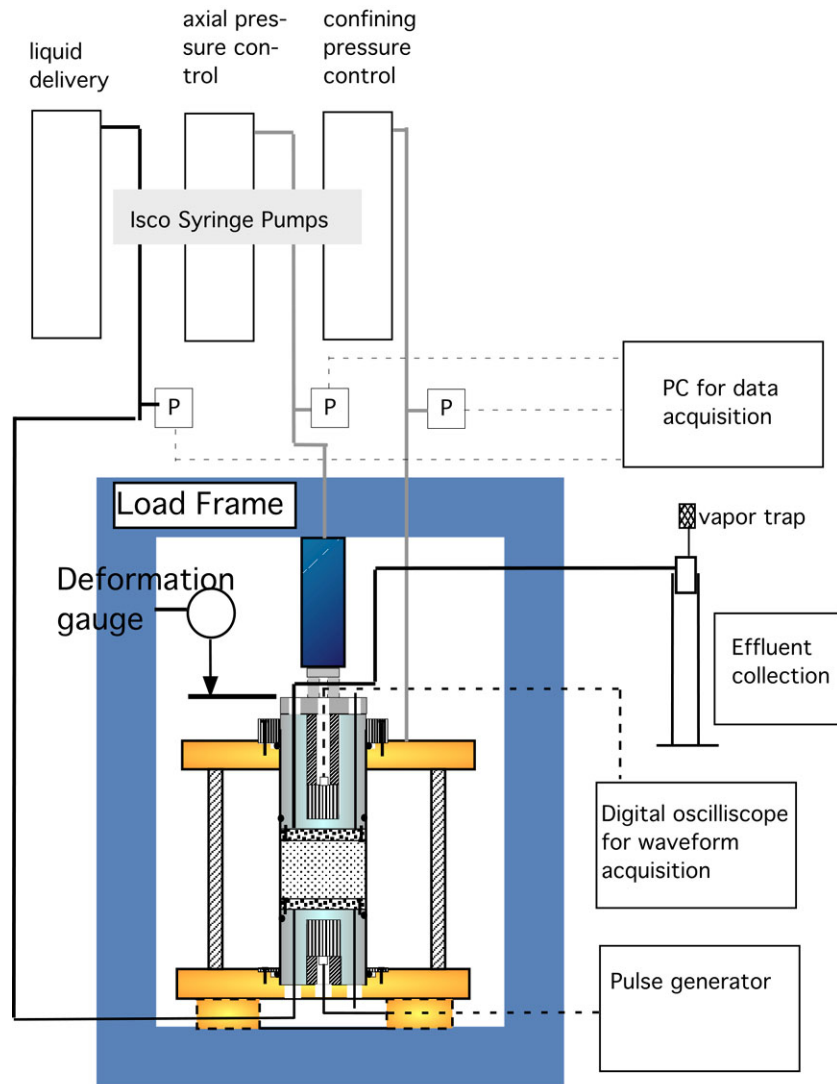 liquid
delivery
axial pres-
sure con-
trol
confining
pressure
control
Isco Syringe Pumps
P
P
P
PC for data
acquisition
Load Frame
vapor trap
Deformation
gauge
Effluent
collection
Digital oscilliscope
for waveform
acquisition
Pulse generator